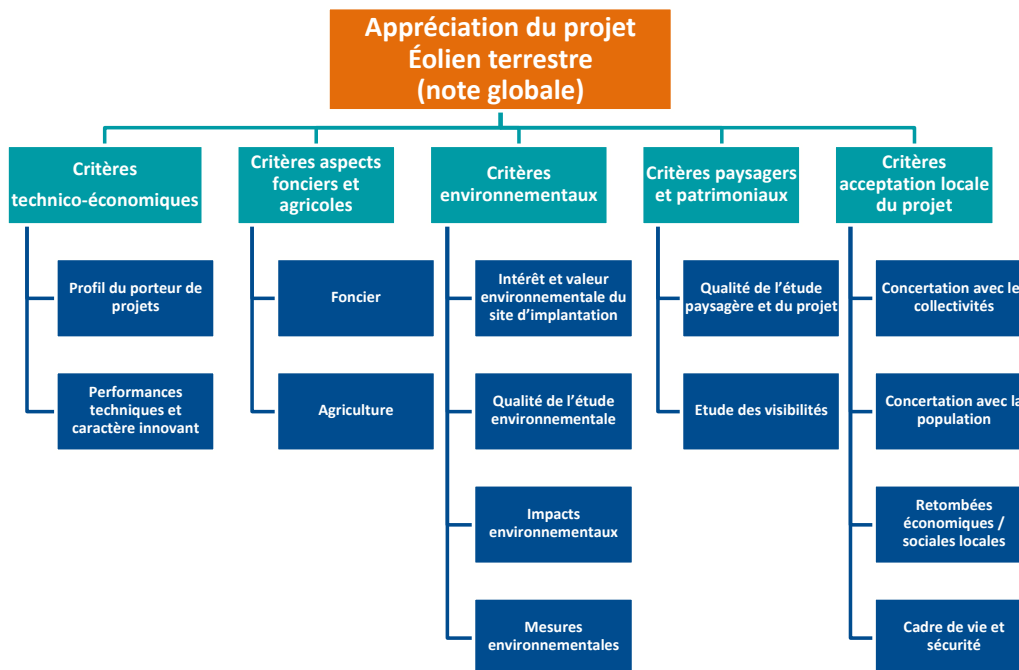 Appréciation du projet
Éolien terrestre
(note globale)
Critères
technico-économiques
Critères aspects
fonciers et
agricoles
Critères
environnementaux
Critères paysagers
et patrimoniaux
Critères
acceptation locale
du projet
Profil du porteur de
projets
Foncier
Intérêt et valeur
environnementale du
site d'implantation
Qualité de l'étude
paysagère et du projet
Concertation avec le
collectivités
Performances
techniques et
caractère innovant
Agriculture
Qualité de l'étude
environnementale
Etude des visibilités
Concertation avec la
population
Impacts
environnementaux
Retombées
économiques /
sociales locales
Mesures
environnementales
Cadre de vie et
sécurité